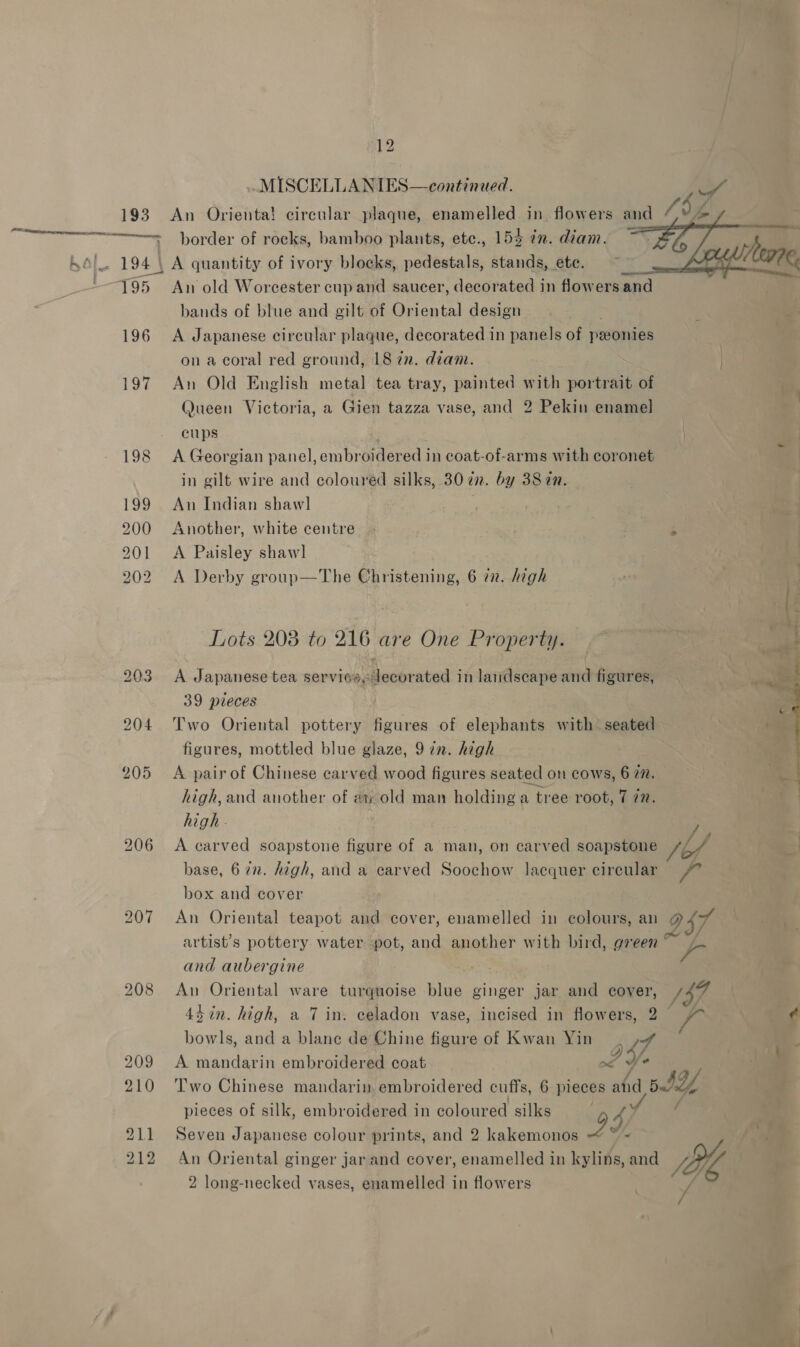 12
MISCELLANIES—continued.
193 An Oriental circular plaque, enamelled in flowers and
border of rocks, bamboo plants, etc., 15½ in. diam.
194 A quantity of ivory blocks, pedestals, stands, etc.
195 An old Worcester cup and saucer, decorated in flowers and
bands of blue and gilt of Oriental design
196 A Japanese circular plaque, decorated in panels of pæonies
on a coral red ground, 18 in. diam.
197 An Old English metal tea tray, painted with portrait of
Queen Victoria, a Gien tazza vase, and 2 Pekin enamel
cups
198 A Georgian panel, embroidered in coat-of-arms with coronet
in gilt wire and coloured silks, 30 in. by 38 in.
199 An Indian shawl
200 Another, white centre
201 A Paisley shawl
202 A Derby group—The Christening, 6 in. high
Lots 203 to 216 are One Property.
203 A Japanese tea service, decorated in landscape and figures,
39 pieces
204 Two Oriental pottery figures of elephants with seated
figures, mottled blue glaze, 9 in. high
205 A pair of Chinese carved wood figures seated on cows, 6 in.
high, and another of an old man holding a tree root, 7 in.
high
206 A carved soapstone figure of a man, on carved soapstone
base, 6 in. high, and a carved Soochow lacquer circular
box and cover
207 An Oriental teapot and cover, enamelled in colours, an
artist's pottery water pot, and another with bird, green
and aubergine
208 An Oriental ware turquoise blue ginger jar and cover,
4½ in. high, a 7 in. celadon vase, incised in flowers, 2
bowls, and a blanc de Chine figure of Kwan Yin
209 A mandarin embroidered coat
210 Two Chinese mandarin embroidered cuffs, 6 pieces and 5
pieces of silk, embroidered in coloured silks
211 Seven Japanese colour prints, and 2 kakemonos
212 An Oriental ginger jar and cover, enamelled in kylins, and
2 long-necked vases, enamelled in flowers